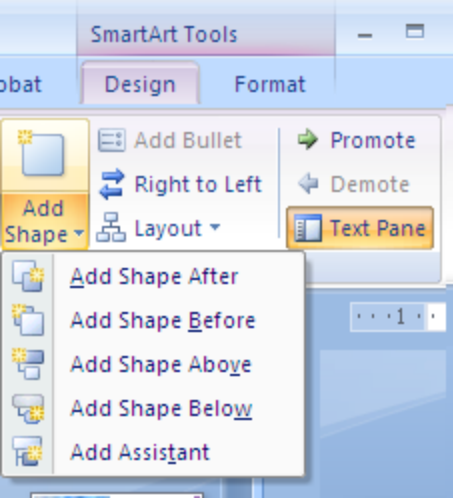 SmartArt Tools
obat Design Format
Add Shape
Add Bullet
Right to Left
Layout
Promote
Demote
Text Pane
Add Shape After
Add Shape Before
Add Shape Above
Add Shape Below
Add Assistant
1